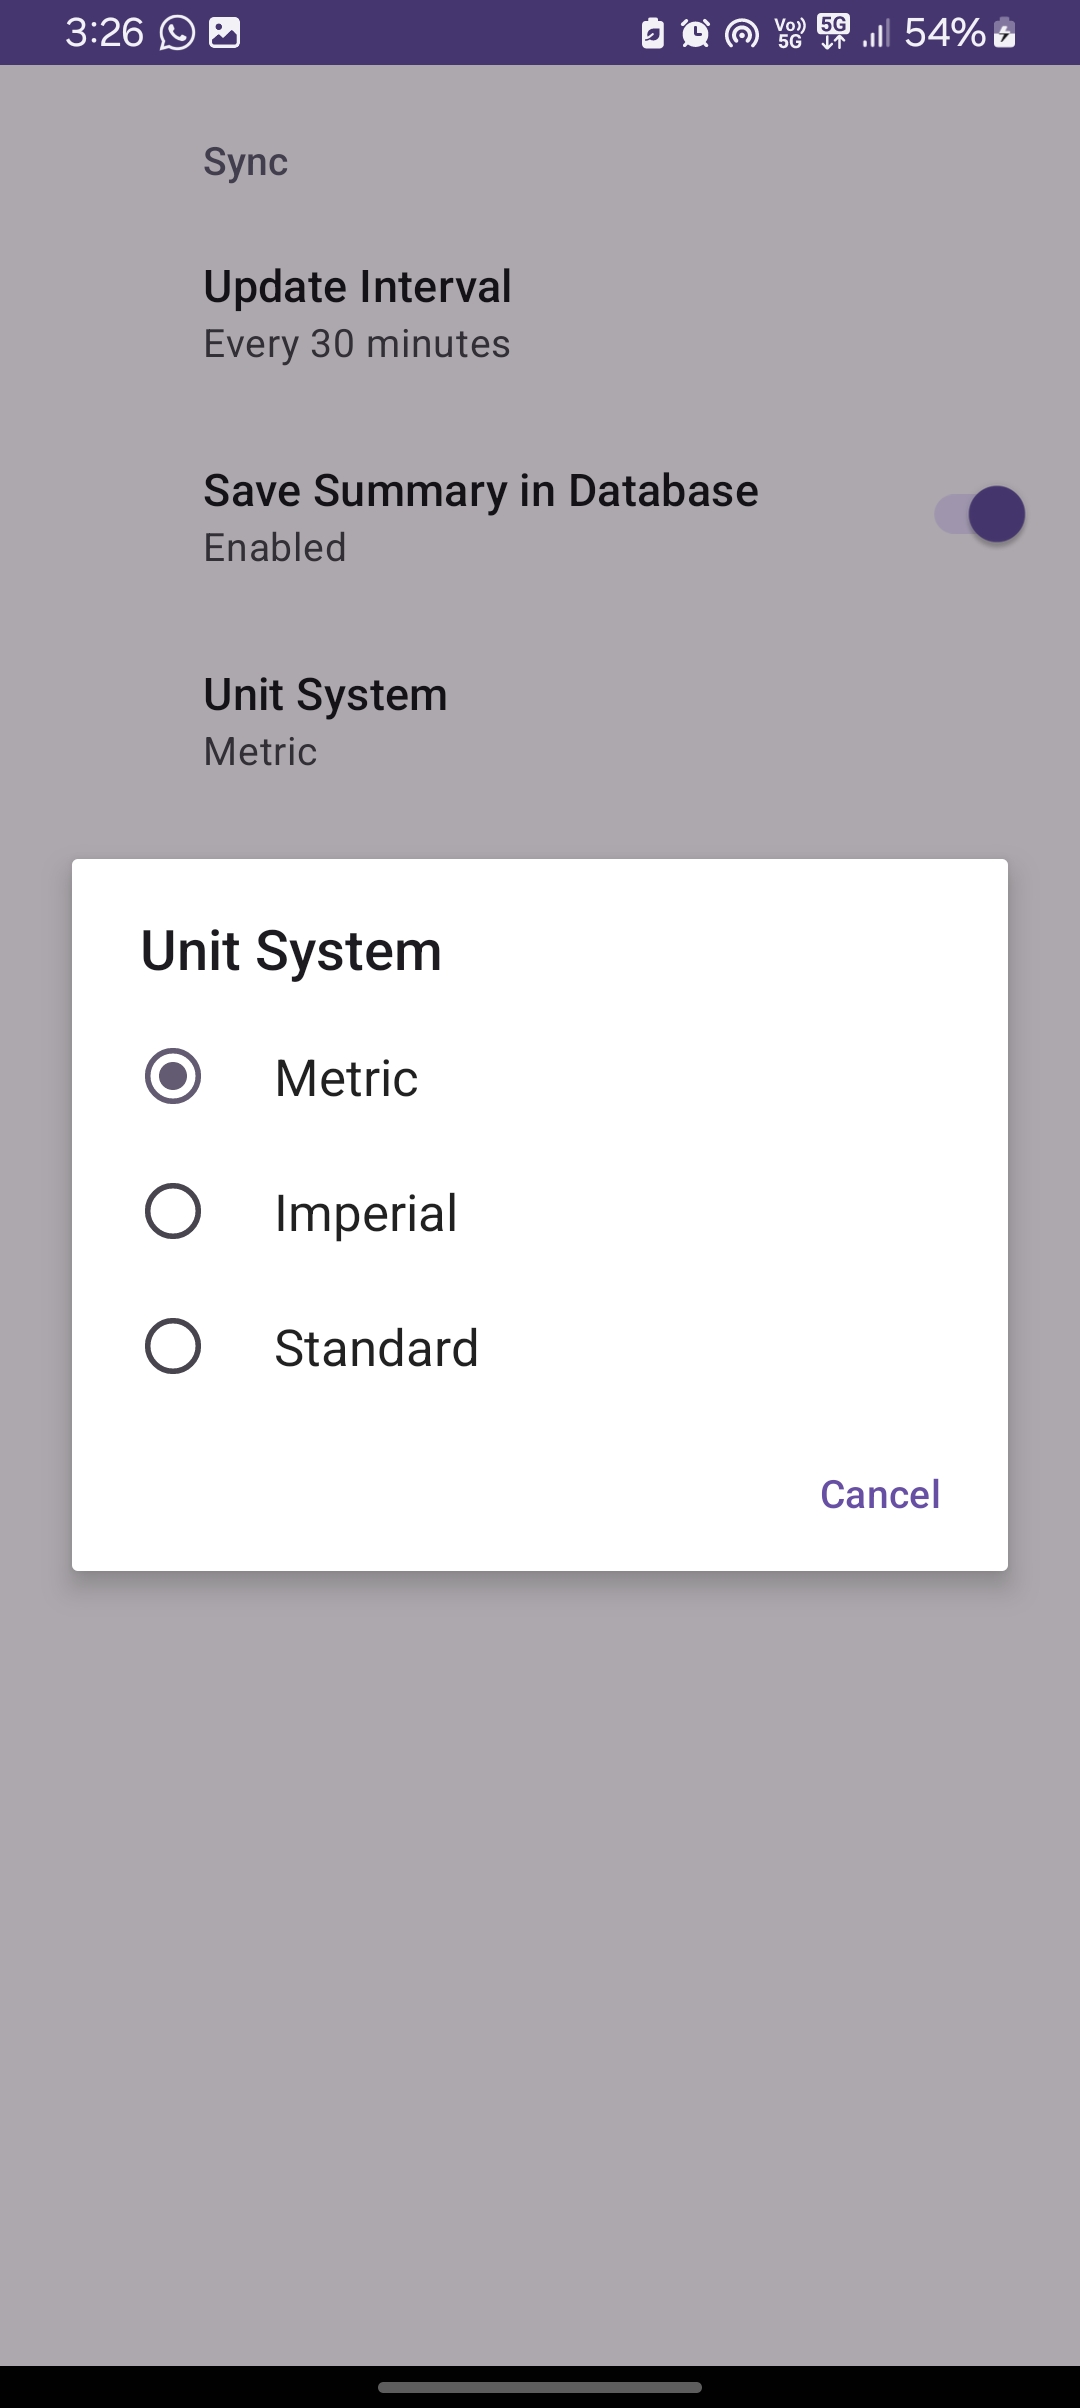 3:26 Vo)) 5G 5G 54%
Sync
Update Interval
Every 30 minutes
Save Summary in Database
Enabled
Unit System
Metric
Unit System
Metric
Imperial
Standard
Cancel